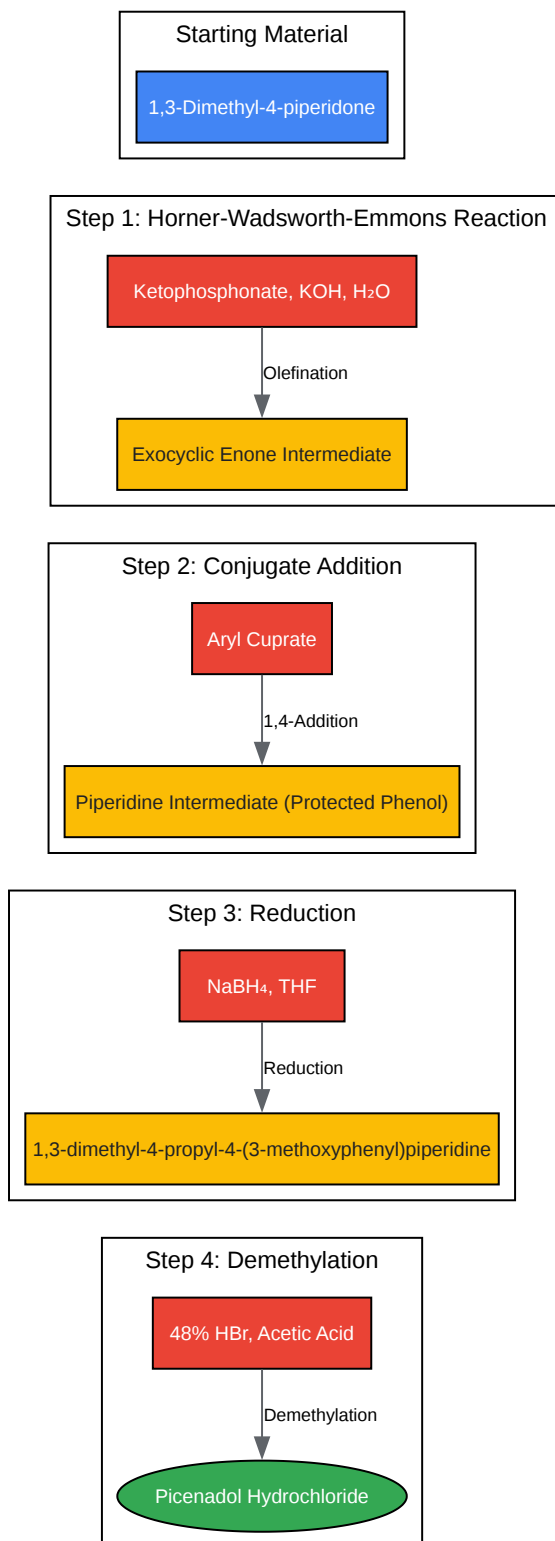 Starting Material
1,3-Dimethyl-4-piperidone
Step 1: Horner-Wadsworth-Emmons Reaction
Ketophosphonate, KOH, H₂O
Olefination
Exocyclic Enone Intermediate
Step 2: Conjugate Addition
Aryl Cuprate
1,4-Addition
Piperidine Intermediate (Protected Phenol)
Step 3: Reduction
NaBH₄, THF
Reduction
1,3-dimethyl-4-propyl-4-(3-methoxyphenyl)piperidine
Step 4: Demethylation
48% HBr, Acetic Acid
Demethylation
Picenadol Hydrochloride